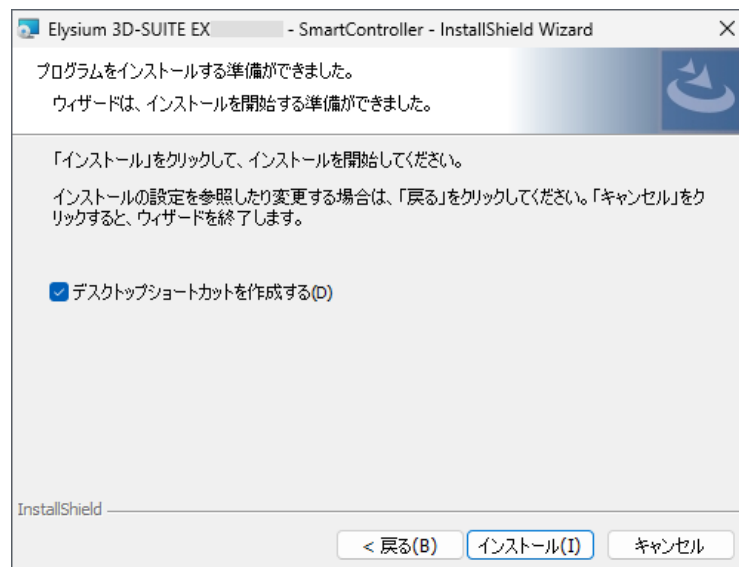 Elysium 3D-SUITE EX - SmartController - InstallShield Wizard
プログラムをインストールする準備ができました。
ウィザードは、インストールを開始する準備ができました。
「インストール」をクリックして、インストールを開始してください。
インストールの設定を参照したり変更する場合は、「戻る」をクリックしてください。「キャンセル」をク
リックすると、ウィザードを終了します。
デスクトップショートカットを作成する(D)
InstallShield
< 戻る(B)
インストール(I)
キャンセル